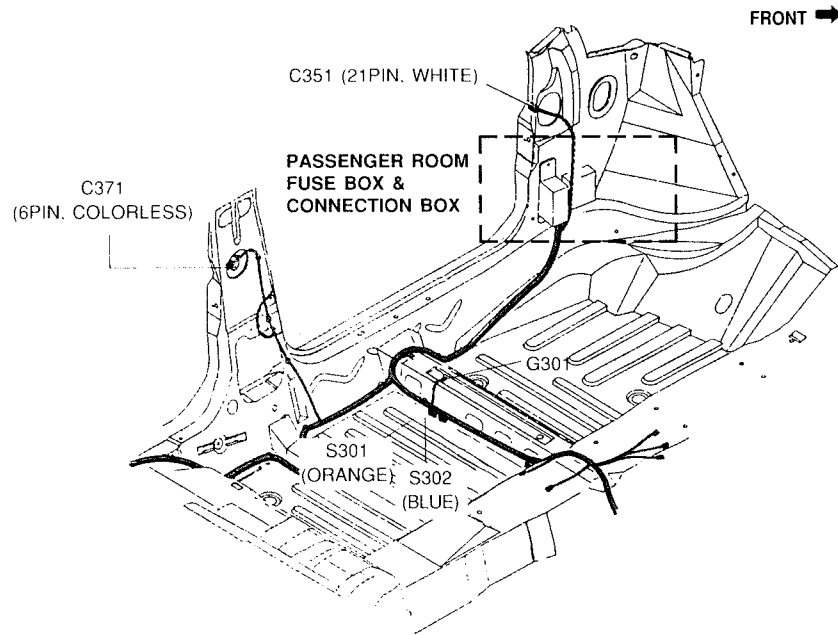 FRONT
C351 (21PIN. WHITE)
PASSENGER ROOM
FUSE BOX &
CONNECTION BOX
C371
(6PIN. COLORLESS)
G301
S301
(ORANGE)
S302
(BLUE)